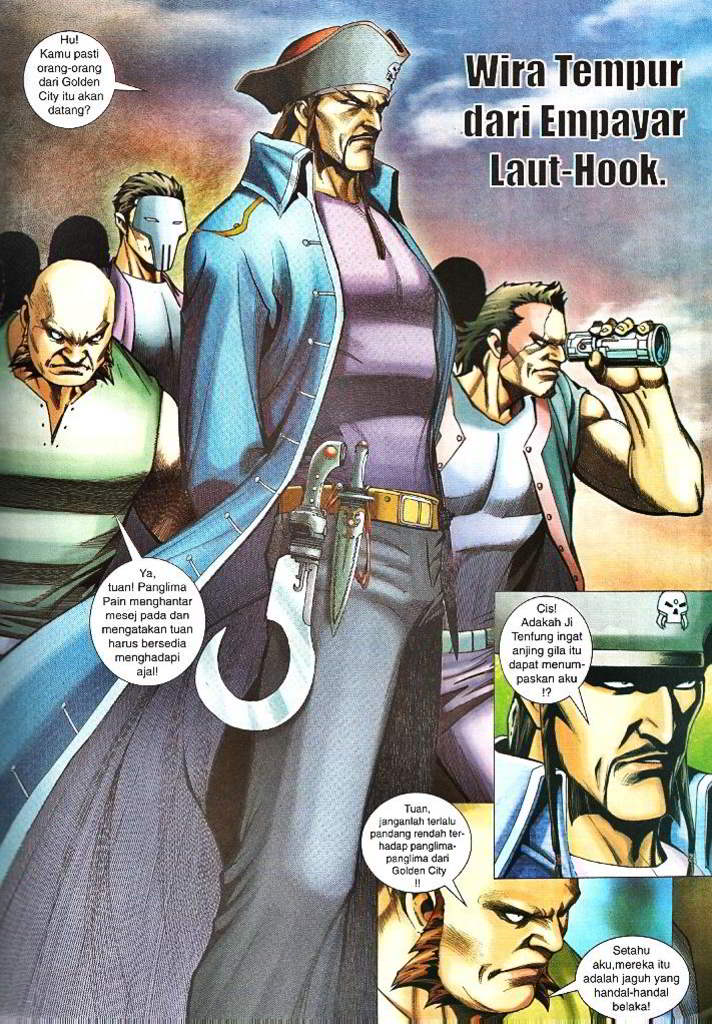 Hu!
Kamu pasti
orang-orang
dari Golden
City itu akan
datang?
Wira Tempur
dari Empayar
Laut-Hook.
Ya,
tuan! Panglima
Pain menghantar
mesej pada dan
mengatakan tuan
harus bersedia
menghadapi
ajal!
Cis!
Adakah Ji
Tenfung ingat
anjing gila itu
dapat menum-
paskan aku
!?
Tuan,
janganlah terlalu
pandang rendah ter-
hadap panglima-
panglima dari
Golden City
!!
Setahu
aku,mereka itu
adalah jaguh yang
handal-handal
belaka!